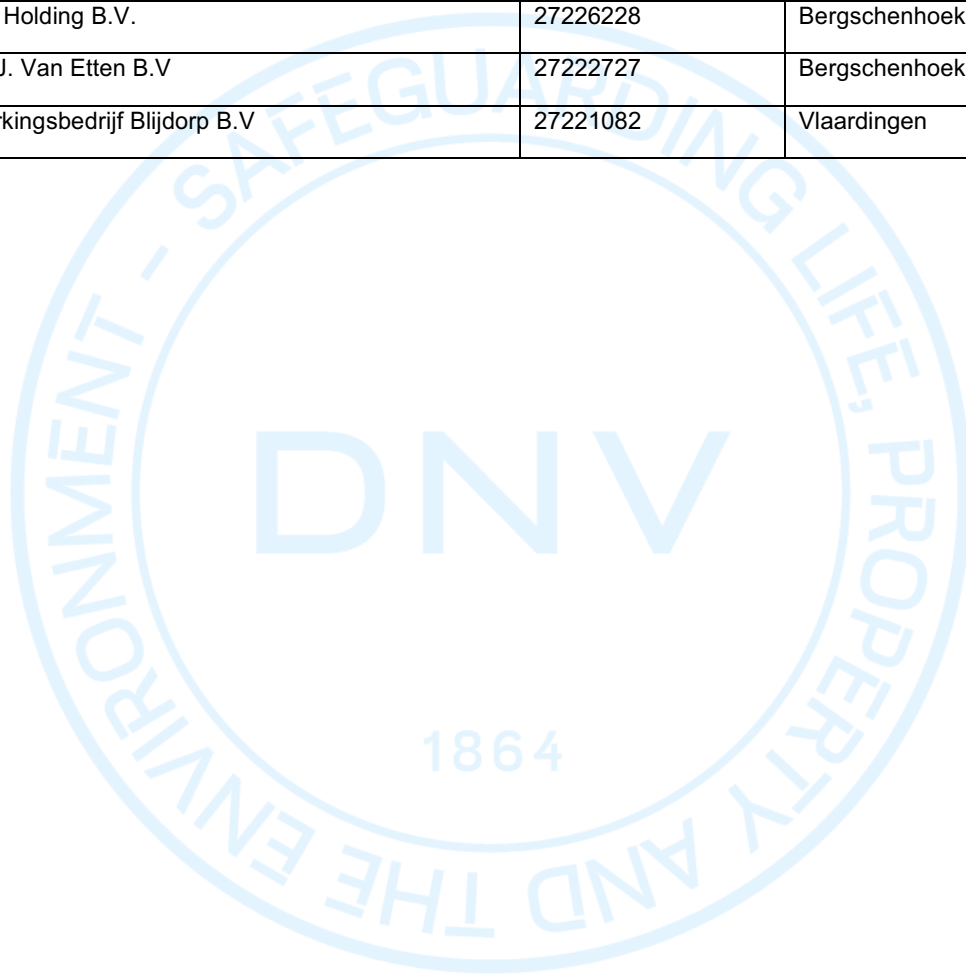 Holding B.V. 27226228 Bergschenhoek
J. Van Etten B.V 27222727 Bergschenhoek
rkingsbedrijf Blijdorp B.V 27221082 Vlaardingen
SAFEGUARDING LIFE, PROPERTY AND THE ENVIRONMENT -
DNV
1864